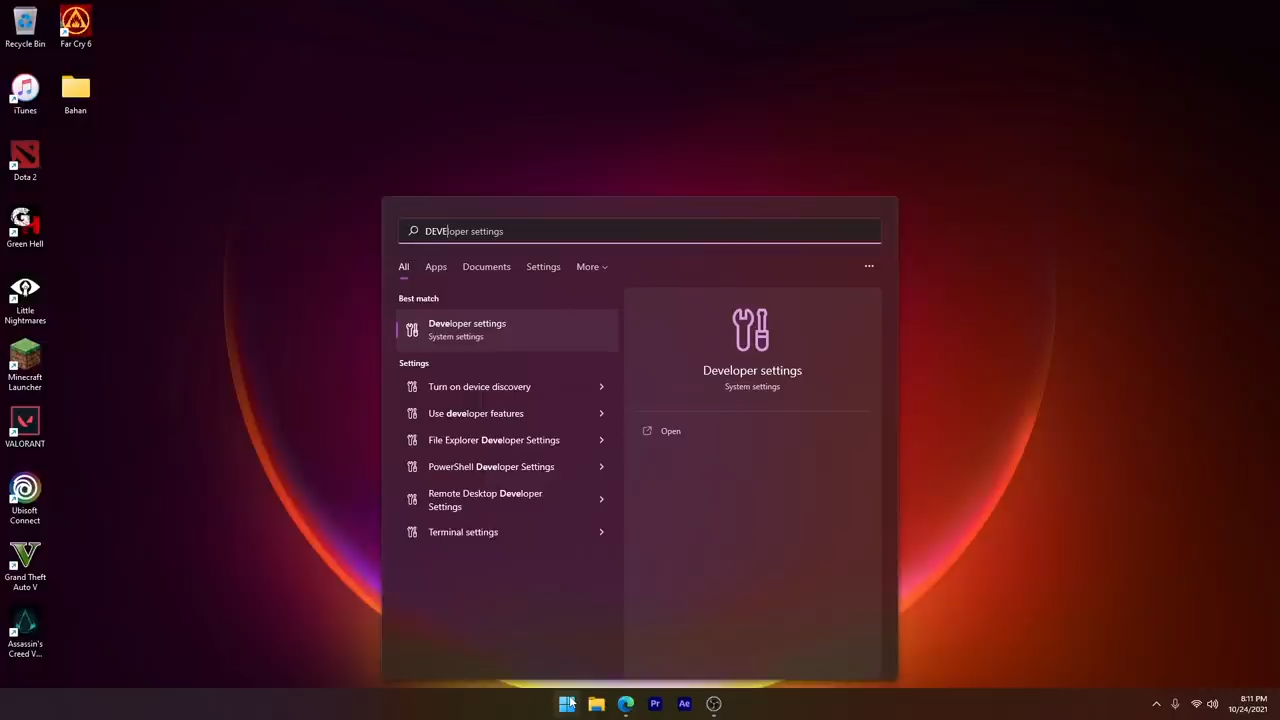 Recycle Bin
Far Cry 6
iTunes
Bahan
Dota 2
Green Hell
Little
Nightmares
Minecraft
Launcher
VALORANT
Ubisoft
Connect
Grand Theft
Auto V
Assassin's
Creed V...
DEVEloper settings
All
Apps
Documents
Settings
More
Best match
Developer settings
System settings
Settings
Turn on device discovery
Use developer features
File Explorer Developer Settings
PowerShell Developer Settings
Remote Desktop Developer
Settings
Terminal settings
Developer settings
System settings
Open
Pr
Ae
8:11 PM
10/24/2021